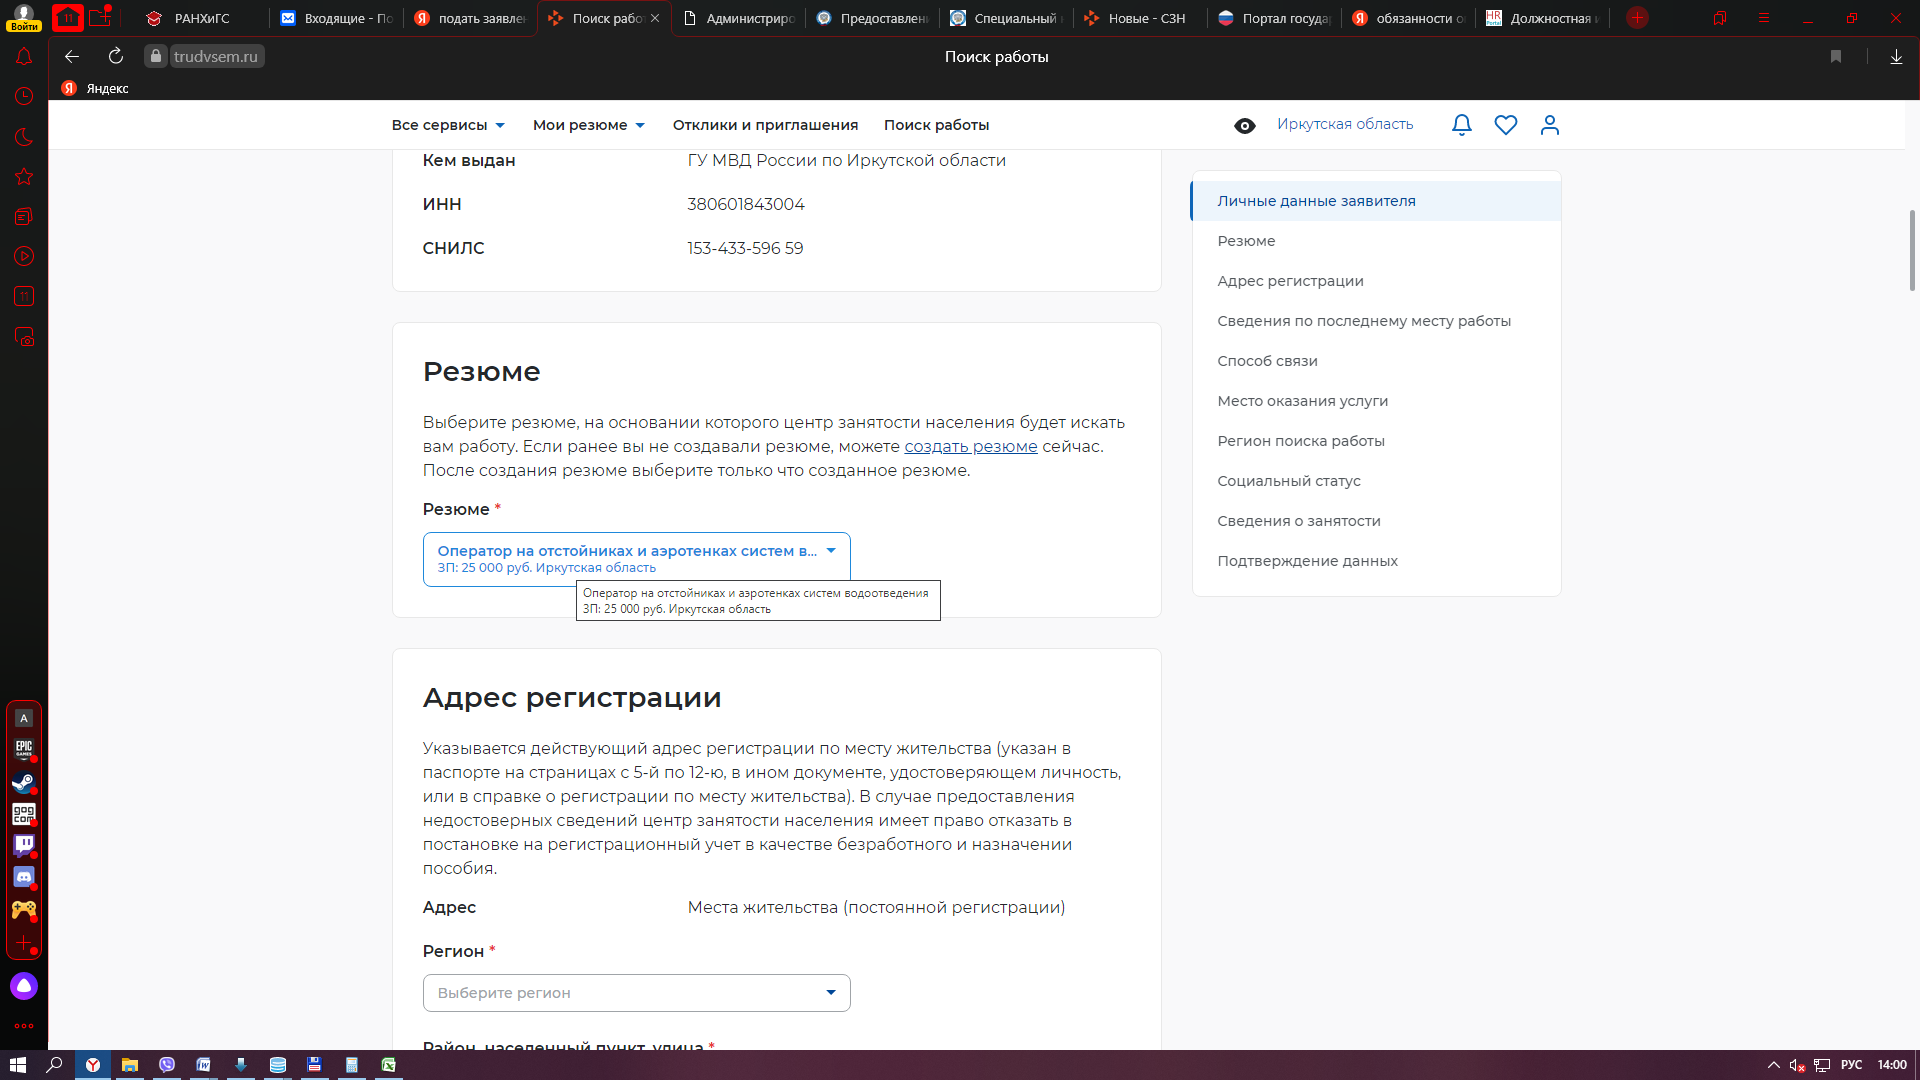 Войти
РАНХиГС
Входящие - По
подать заявлен
Поиск рабо
Администриро
Предоставлен
Специальный
Новые - СЗН
Портал госуда
обязанности о
Должностная и
trudvsem.ru
Поиск работы
Яндекс
Все сервисы
Мои резюме
Отклики и приглашения
Поиск работы
Иркутская область
Кем выдан
ГУ МВД России по Иркутской области
ИНН
380601843004
СНИЛС
153-433-596 59
Резюме
Выберите резюме, на основании которого центр занятости населения будет искать
вам работу. Если ранее вы не создавали резюме, можете создать резюме сейчас.
После создания резюме выберите только что созданное резюме.
Резюме *
Оператор на отстойниках и аэротенках систем в...
ЗП: 25 000 руб. Иркутская область
Оператор на отстойниках и аэротенках систем водоотведения
ЗП: 25 000 руб. Иркутская область
Адрес регистрации
Указывается действующий адрес регистрации по месту жительства (указан в
паспорте на страницах с 5-й по 12-ю, в ином документе, удостоверяющем личность,
или в справке о регистрации по месту жительства). В случае предоставления
недостоверных сведений центр занятости населения имеет право отказать в
постановке на регистрационный учет в качестве безработного и назначении
пособия.
Адрес
Места жительства (постоянной регистрации)
Регион *
Выберите регион
Район, населенный пункт, улица *
Личные данные заявителя
Резюме
Адрес регистрации
Сведения по последнему месту работы
Способ связи
Место оказания услуги
Регион поиска работы
Социальный статус
Сведения о занятости
Подтверждение данных
A
EPIC
GAMES
gog
com
РУС
14:00